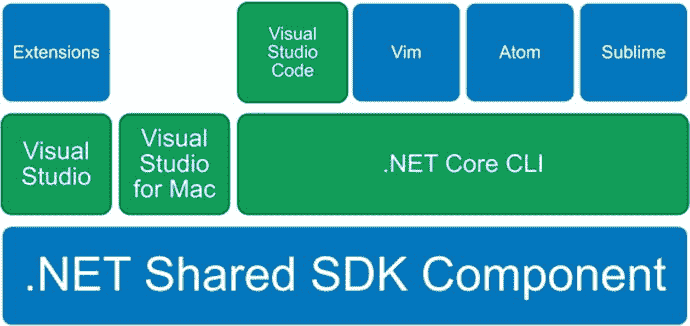 Extensions
Visual
Studio
Code
Vim
Atom
Sublime
Visual
Studio
Visual
Studio
for Mac
.NET Core CLI
.NET Shared SDK Component